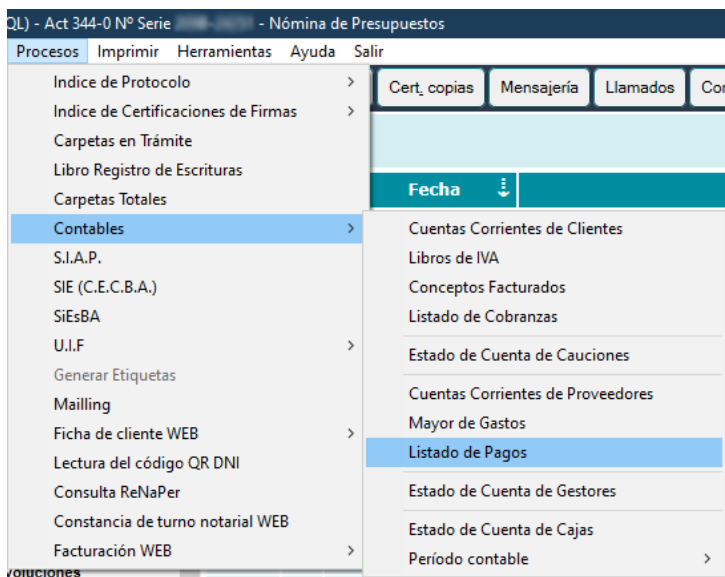 QL) - Act 344-0 Nº Serie - Nómina de Presupuestos
Procesos Imprimir Herramientas Ayuda Salir
Cert. copias Mensajería Llamados
Fecha
Indice de Protocolo
Indice de Certificaciones de Firmas
Carpetas en Trámite
Libro Registro de Escrituras
Carpetas Totales
Contables
S.I.A.P.
SIE (C.E.C.B.A.)
SiEsBA
U.I.F
Generar Etiquetas
Mailling
Ficha de cliente WEB
Lectura del código QR DNI
Consulta ReNaPer
Constancia de turno notarial WEB
Facturación WEB
Cuentas Corrientes de Clientes
Libros de IVA
Conceptos Facturados
Listado de Cobranzas
Estado de Cuenta de Cauciones
Cuentas Corrientes de Proveedores
Mayor de Gastos
Listado de Pagos
Estado de Cuenta de Gestores
Estado de Cuenta de Cajas
Período contable